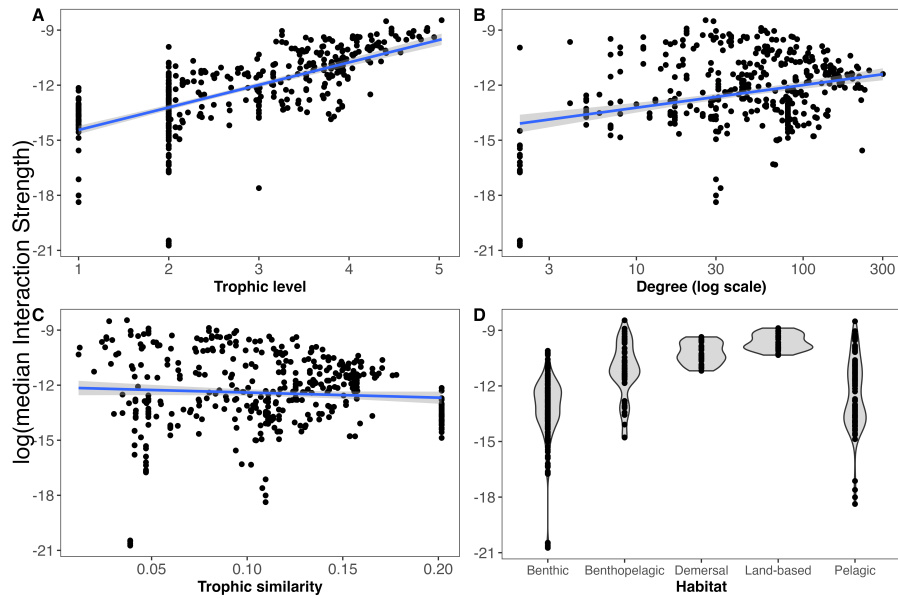 A
B
-9
-12
-15
-18
-21
1 2 3 4 5
Trophic level
-9
-12
-15
-18
-21
3 10 30 100 300
Degree (log scale)
log(median Interaction Strength)
C
D
-9
-12
-15
-18
-21
0.05 0.10 0.15 0.20
Trophic similarity
-9
-12
-15
-18
-21
Benthic Benthopelagic Demersal Land-based Pelagic
Habitat